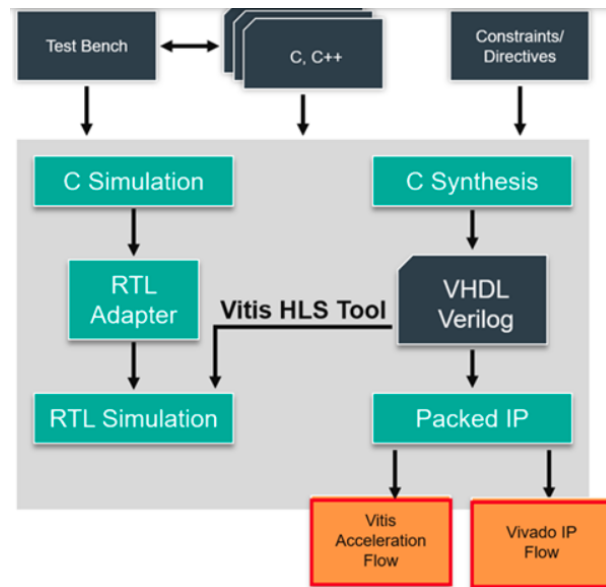 Test Bench
C, C++
Constraints/
Directives
C Simulation
C Synthesis
RTL
Adapter
Vitis HLS Tool
VHDL
Verilog
RTL Simulation
Packed IP
Vitis
Acceleration
Flow
Vivado IP
Flow